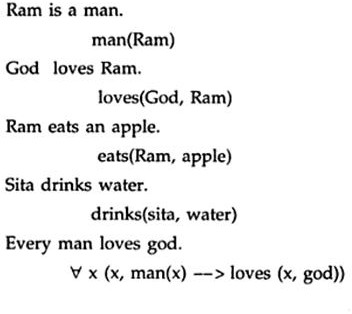 Ram is a man.
man(Ram)
God loves Ram.
loves(God, Ram)
Ram eats an apple.
eats(Ram, apple)
Sita drinks water.
drinks(sita, water)
Every man loves god.
∀ x (x, man(x) --> loves (x, god))